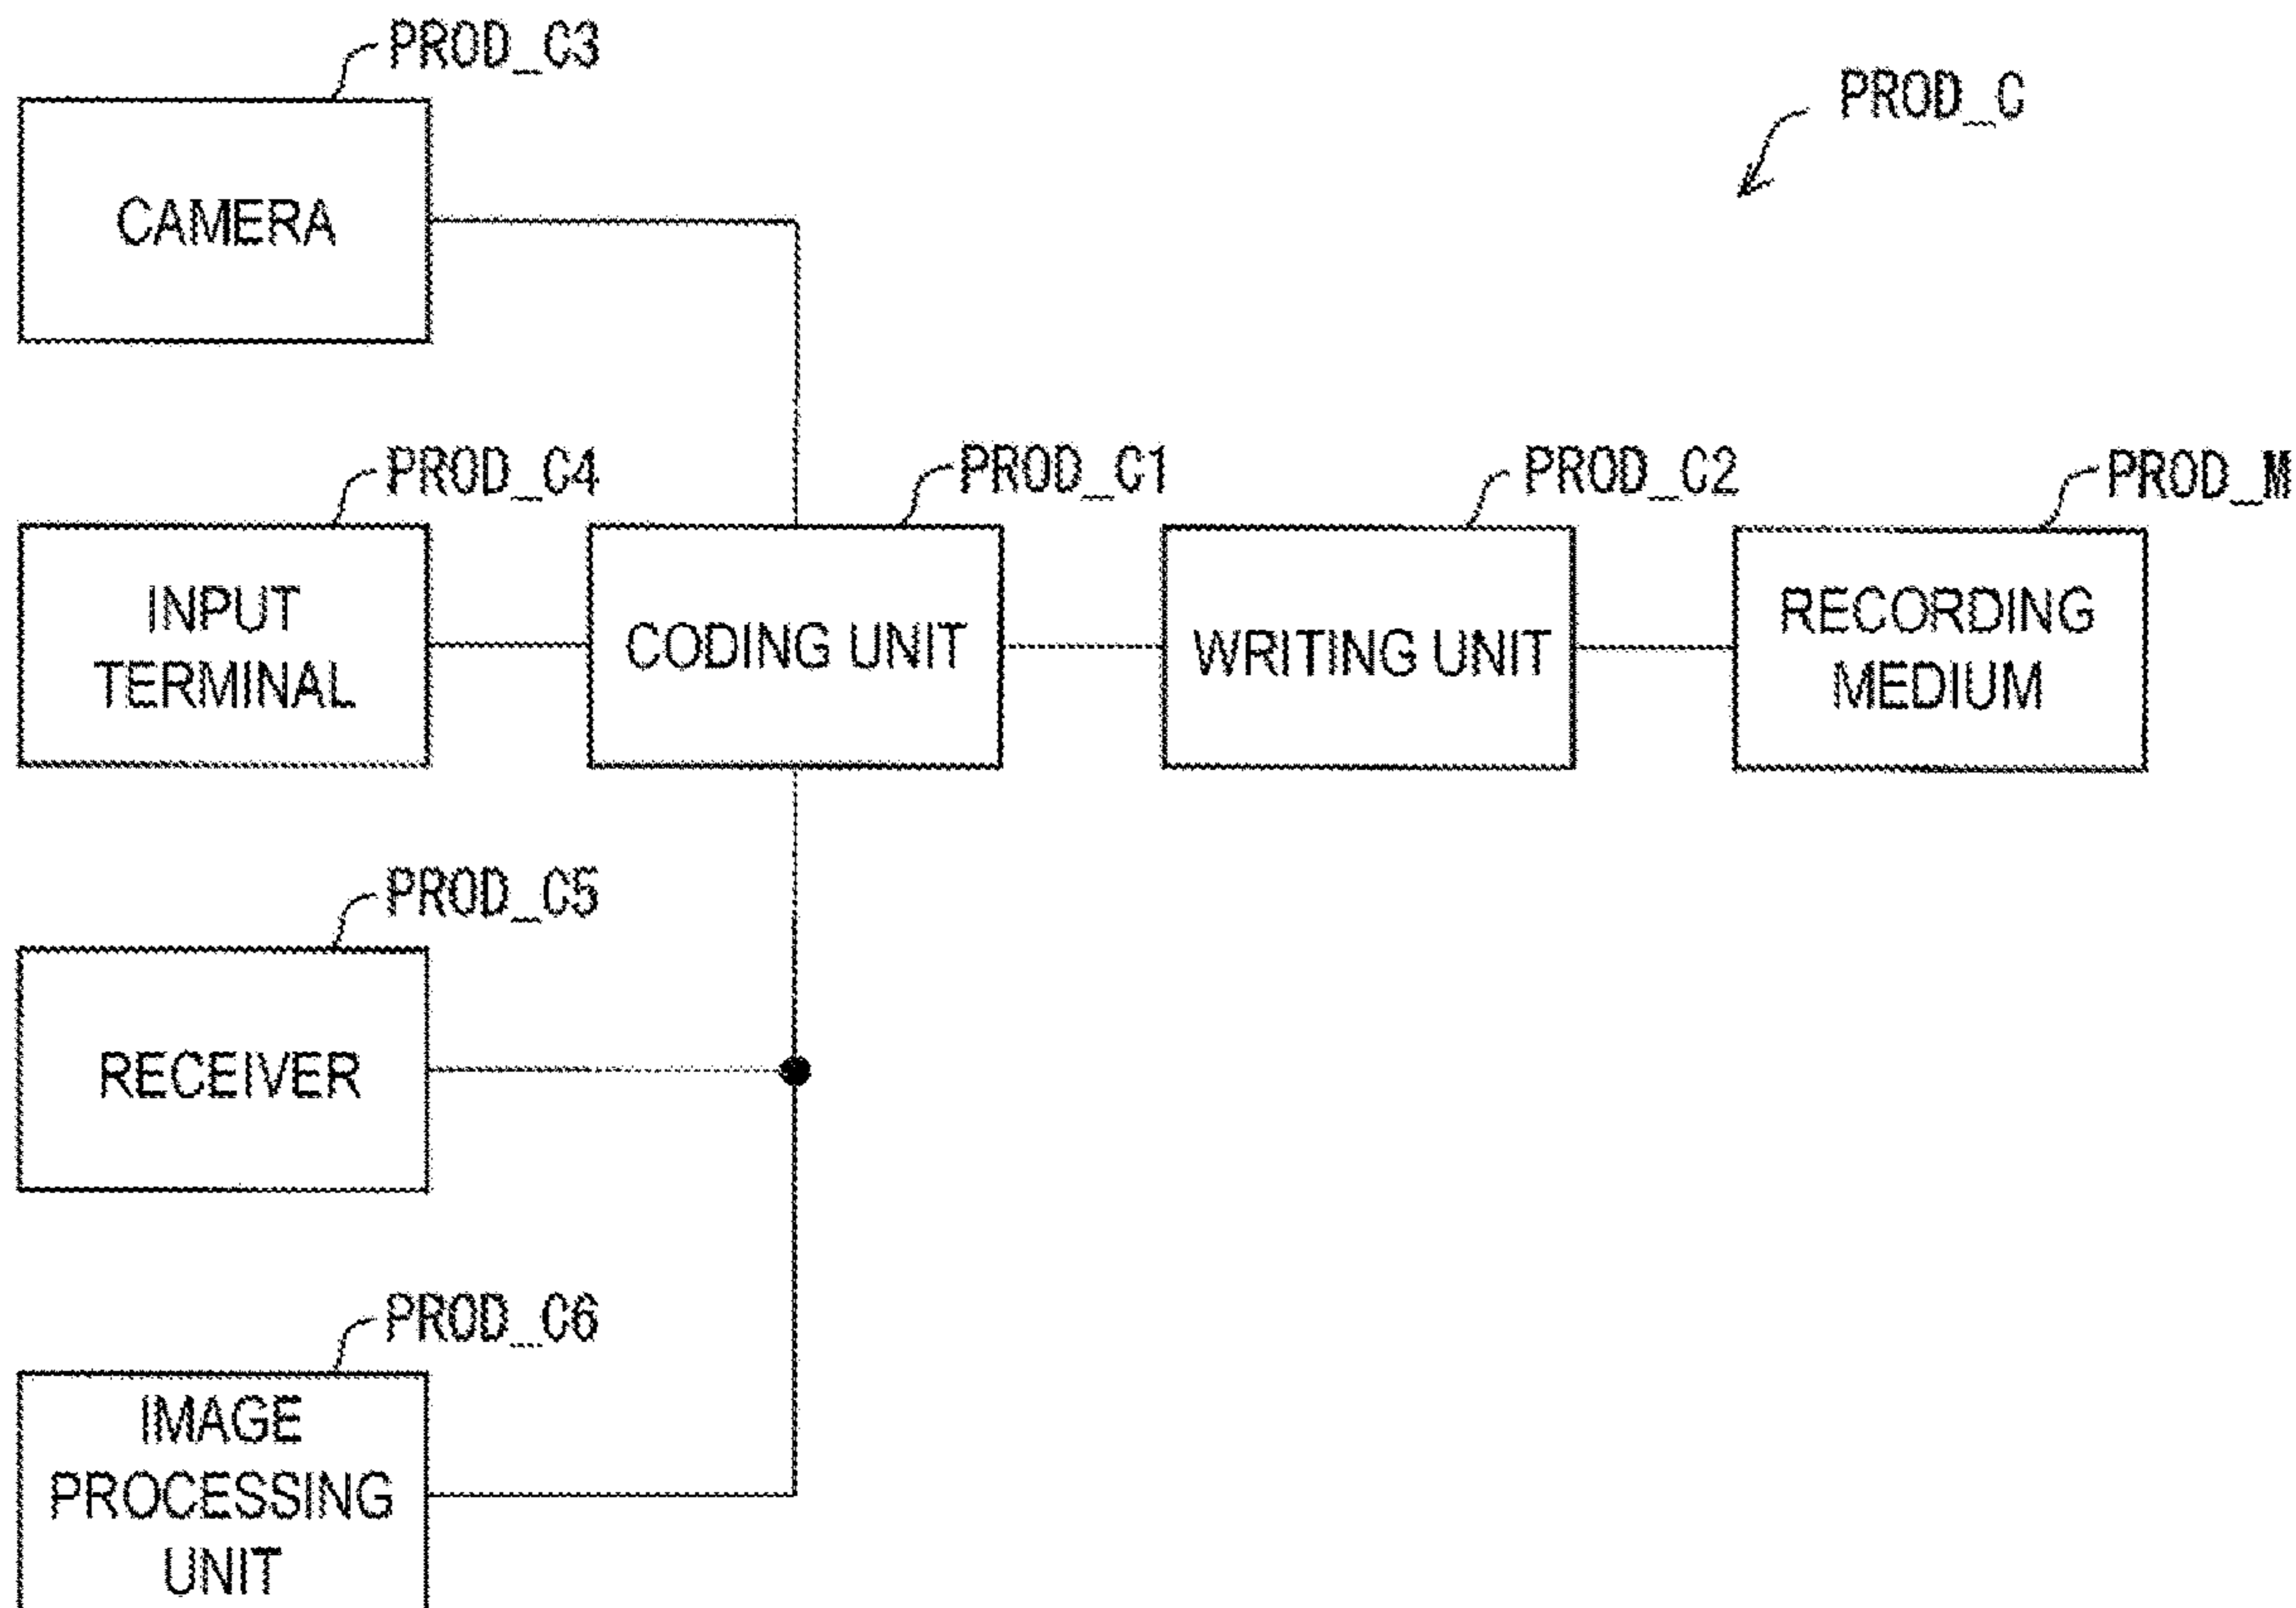 PROD_C3
PROD_C
CAMERA
PROD_C4
PROD_C1
PROD_C2
PROD_M
INPUT
TERMINAL
CODING UNIT
WRITING UNIT
RECORDING
MEDIUM
PROD_C5
RECEIVER
PROD_C6
IMAGE
PROCESSING
UNIT